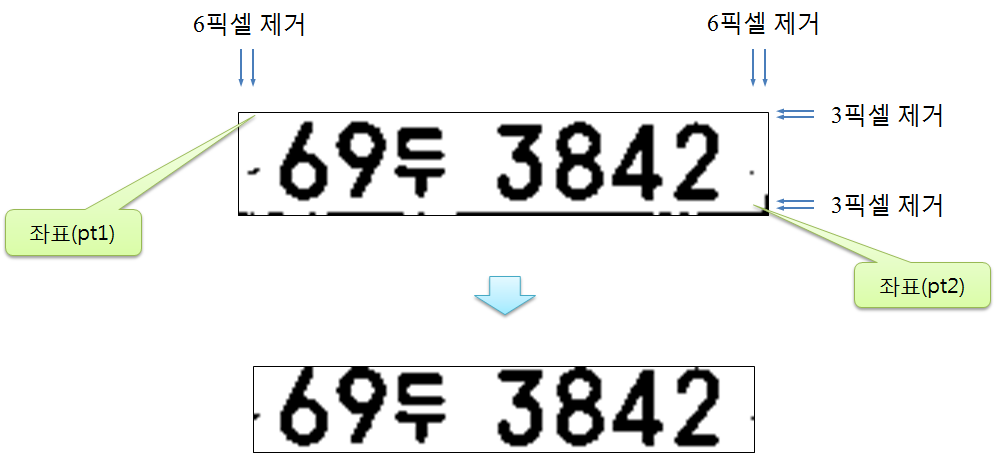 6픽셀 제거
6픽셀 제거
3픽셀 제거
69두 3842
3픽셀 제거
좌표(pt1)
좌표(pt2)
69두 3842